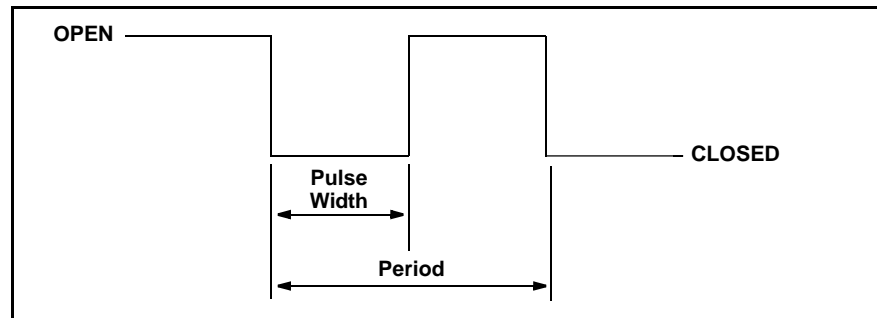 OPEN
CLOSED
Pulse
Width
Period